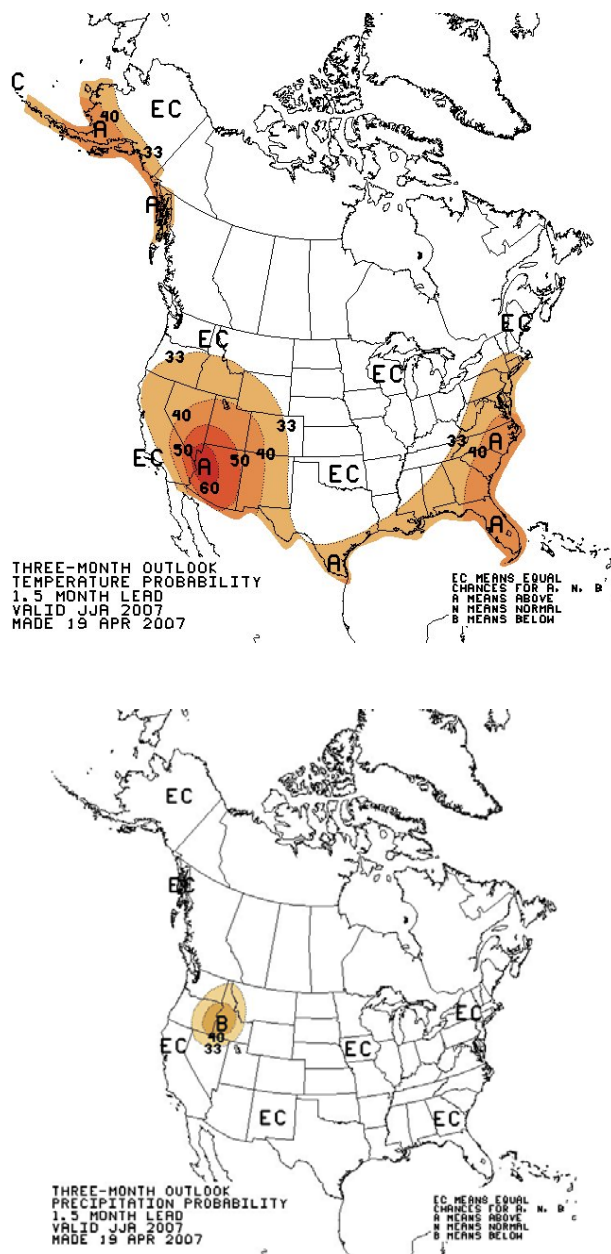 C
EC
40
A
33
A
EC
EC
33
EC
40
33
33
A
50
50
40
40
EC
A
EC
60
A
A
THREE-MONTH OUTLOOK
TEMPERATURE PROBABILITY
1.5 MONTH LEAD
VALID JJA 2007
MADE 19 APR 2007
EC MEANS EQUAL
CHANCES FOR A, N, B
A MEANS ABOVE
N MEANS NORMAL
B MEANS BELOW
EC
EC
EC
B
40
EC
33
EC
EC
EC
THREE-MONTH OUTLOOK
PRECIPITATION PROBABILITY
1.5 MONTH LEAD
VALID JJA 2007
MADE 19 APR 2007
EC MEANS EQUAL
CHANCES FOR A, N, B
A MEANS ABOVE
N MEANS NORMAL
B MEANS BELOW